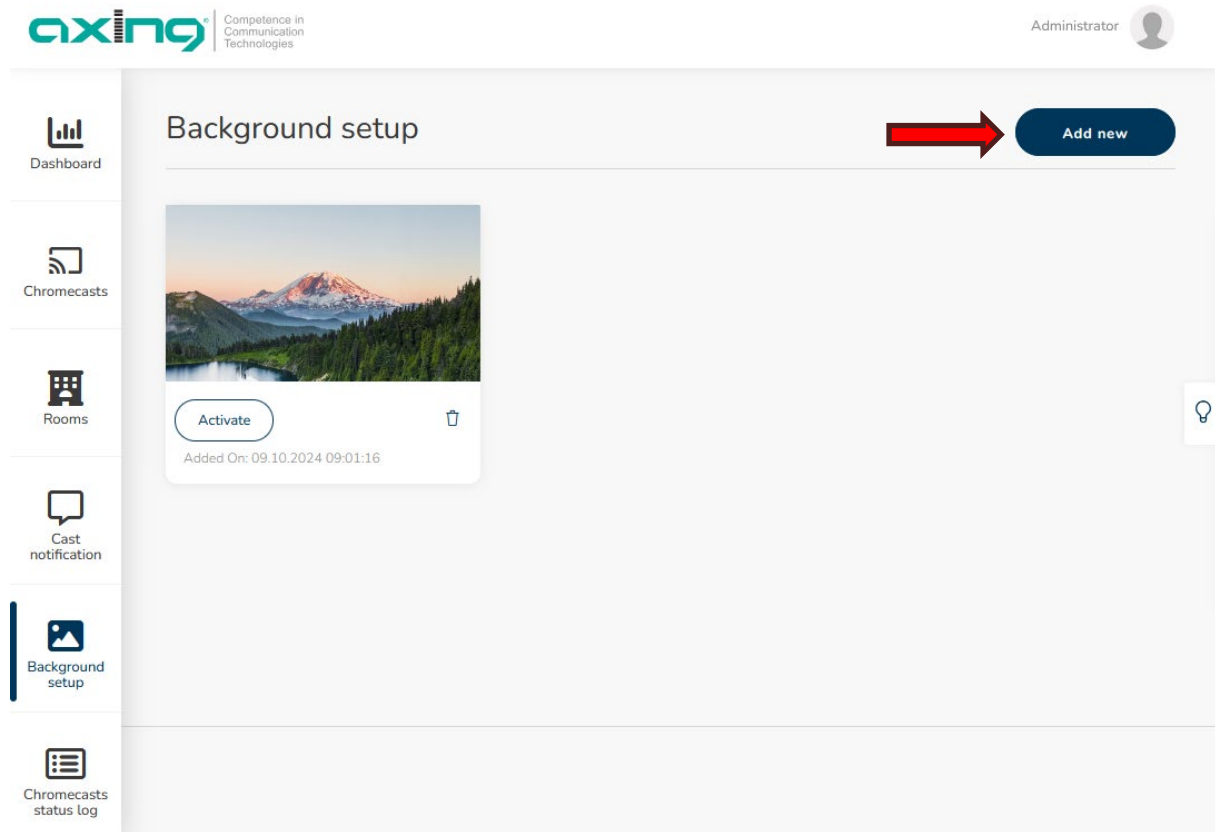 axing®
Competence in
Communication
Technologies
Administrator
Dashboard
Chromecasts
Rooms
Cast
notification
Background
setup
Chromecasts
status log
Background setup
Add new
Activate
Added On: 09.10.2024 09:01:16